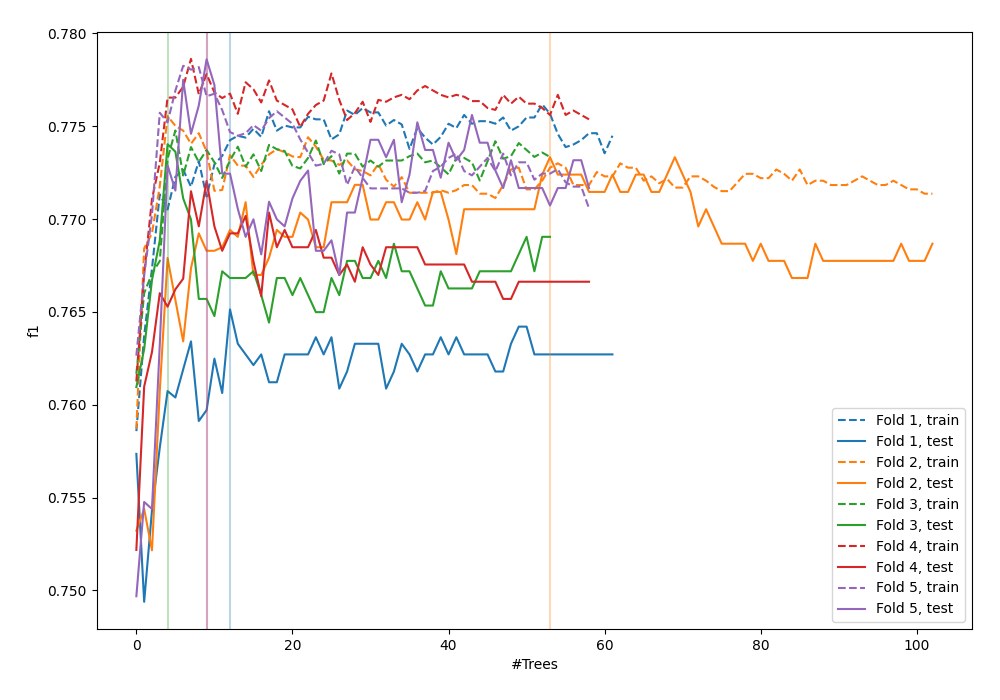 0.780
0.775
0.770
0.765
0.760
0.755
0.750
f1
0
20
40
60
80
100
#Trees
Fold 1, train
Fold 1, test
Fold 2, train
Fold 2, test
Fold 3, train
Fold 3, test
Fold 4, train
Fold 4, test
Fold 5, train
Fold 5, test